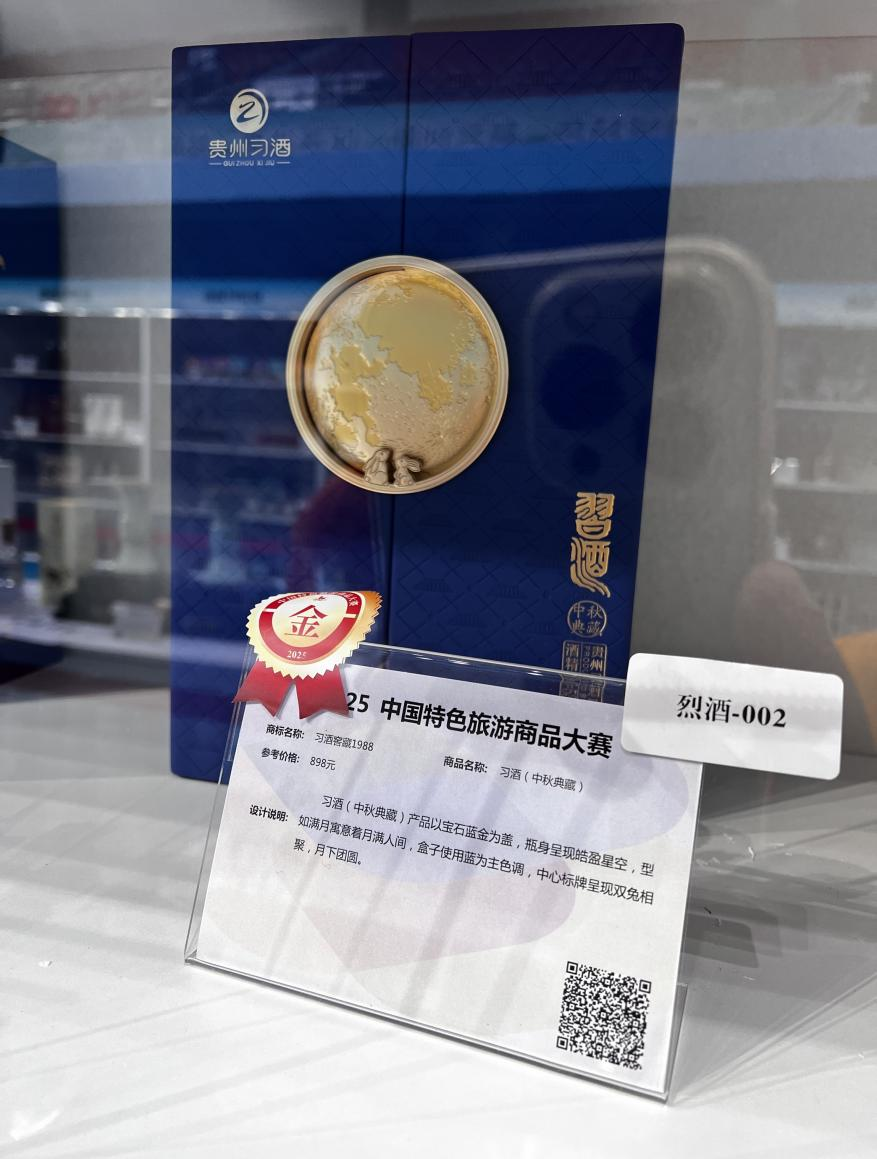 贵州习酒
GUI ZHOU XI JIU
習酒
中秋
典藏
金
2025
25 中国特色旅游商品大赛
商标名称: 习酒窖藏1988
商品名称: 习酒（中秋典藏）
参考价格: 898元
设计说明: 习酒（中秋典藏）产品以宝石蓝金为盖，瓶身呈现皓盈星空，型
如满月寓意着月满人间，盒子使用蓝为主色调，中心标牌呈现双兔相
聚，月下团圆。
烈酒-002